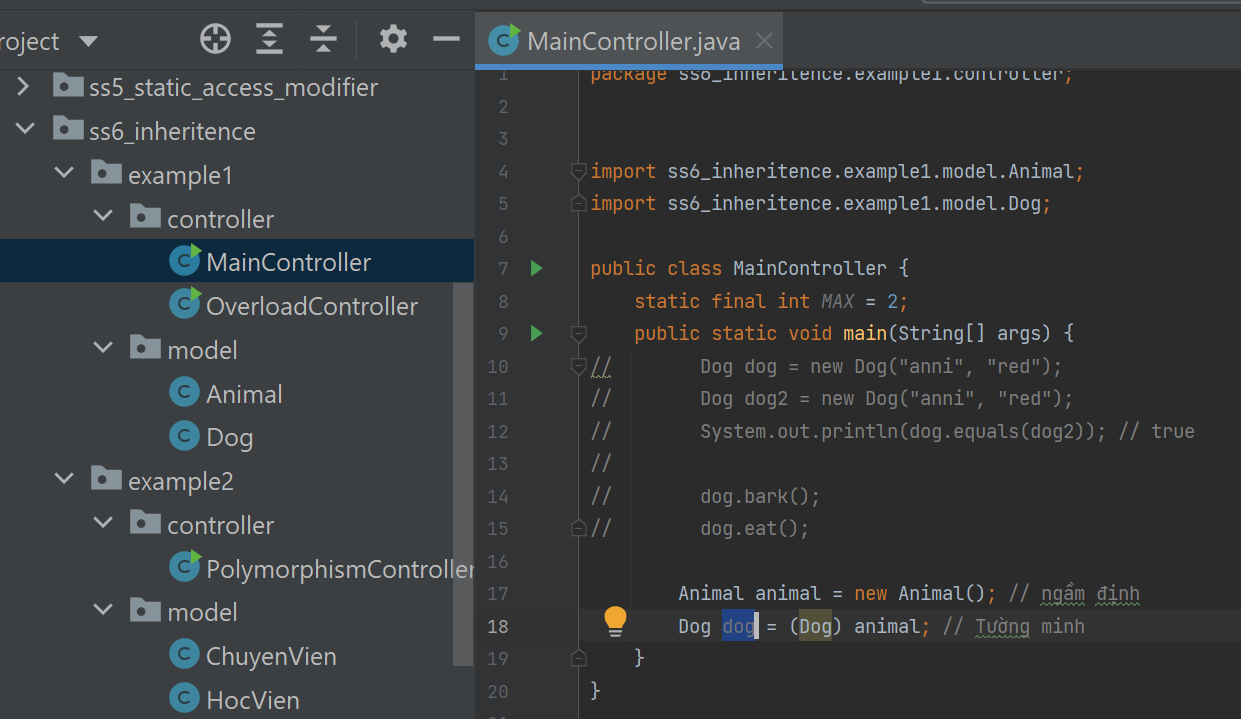 roject
ss5_static_access_modifier
ss6_inheritence
example1
controller
MainController
OverloadController
model
Animal
Dog
example2
controller
PolymorphismController
model
ChuyenVien
HocVien
MainController.java
1 package ss6_inheritence.example1.controller;
2
3
4 import ss6_inheritence.example1.model.Animal;
5 import ss6_inheritence.example1.model.Dog;
6
7 public class MainController {
8 static final int MAX = 2;
9 public static void main(String[] args) {
10 // Dog dog = new Dog("anni", "red");
11 // Dog dog2 = new Dog("anni", "red");
12 // System.out.println(dog.equals(dog2)); // true
13 //
14 // dog.bark();
15 // dog.eat();
16
17 Animal animal = new Animal(); // ngầm định
18 Dog dog = (Dog) animal; // Tường minh
19 }
20 }